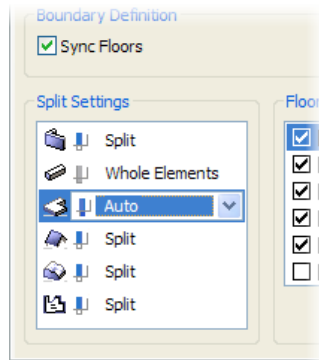 Boundary Definition
Sync Floors
Split Settings
Floor
Split
Whole Elements
Auto
Split
Split
Split